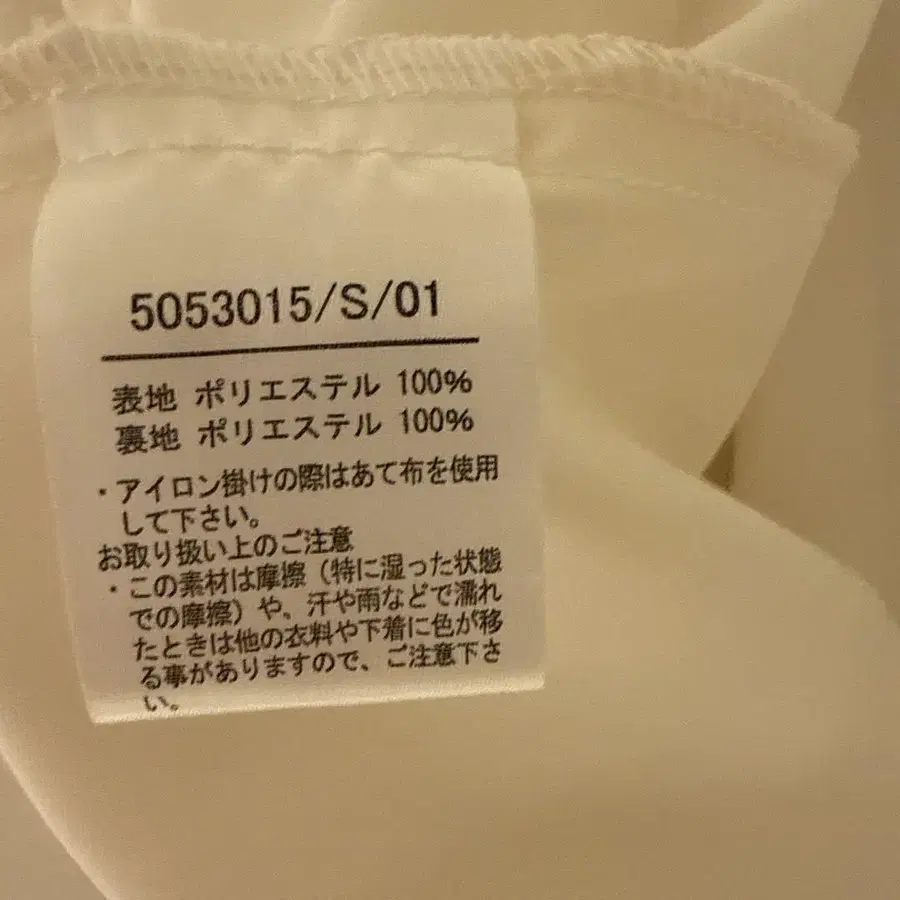 5053015/S/01
表地 ポリエステル 100%
裏地 ポリエステル 100%
・アイロン掛けの際はあて布を使用
して下さい。
お取り扱い上のご注意
・この素材は摩擦（特に湿った状態
での摩擦）や、汗や雨などで濡れ
たときは他の衣料や下着に色が移
る事がありますので、ご注意下さ
い。